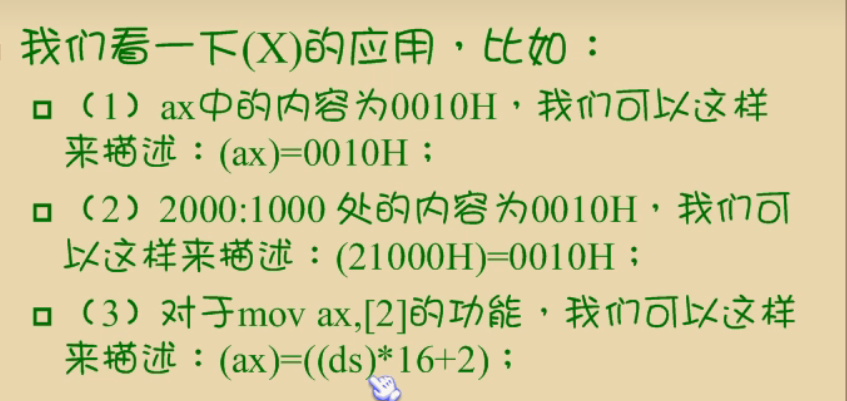 我们看一下(X)的应用，比如：
（1）ax中的内容为0010H，我们可以这样
来描述：(ax)=0010H；
（2）2000:1000 处的内容为0010H，我们可
以这样来描述：(21000H)=0010H；
（3）对于mov ax,[2]的功能，我们可以这样
来描述：(ax)=((ds)*16+2)；